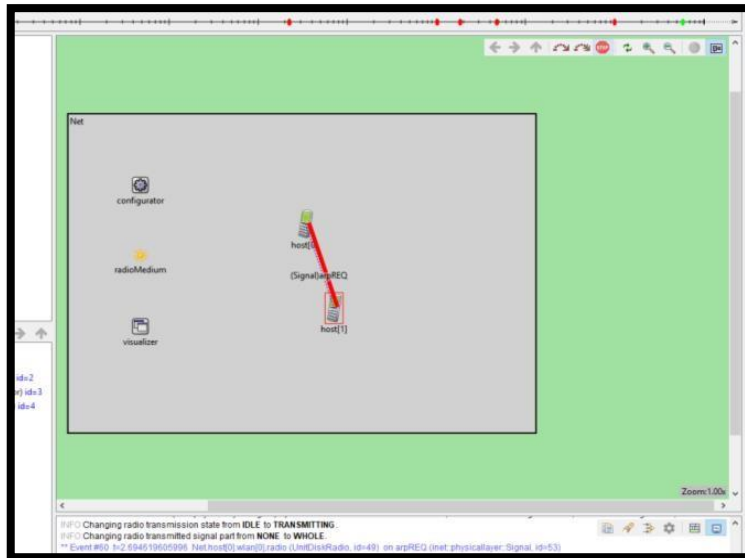 STOP
Net
configurator
host[0]
radioMedium
(Signal)arpREQ
host[1]
visualizer
id=2
or) id=3
id=4
Zoom:1.00x
INFO Changing radio transmission state from IDLE to TRANSMITTING.
INFO Changing radio transmitted signal part from NONE to WHOLE.
** Event #60 t=2.694619605996 Net.host[0].wlan[0].radio (UnitDiskRadio, id=49) on arpREQ (inet::physicallayer::Signal, id=53)